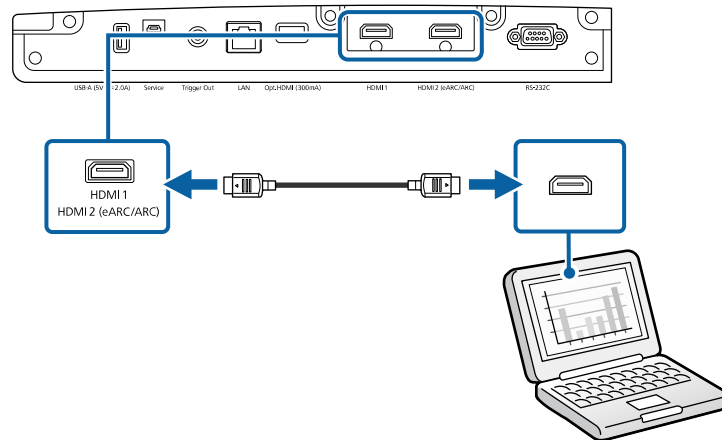 USB-A (5V 2.0A) Service Trigger Out LAN Opt.HDMI (300mA) HDMI 1 HDMI 2 (eARC/ARC) RS-232C
HDMI 1
HDMI 2 (eARC/ARC)